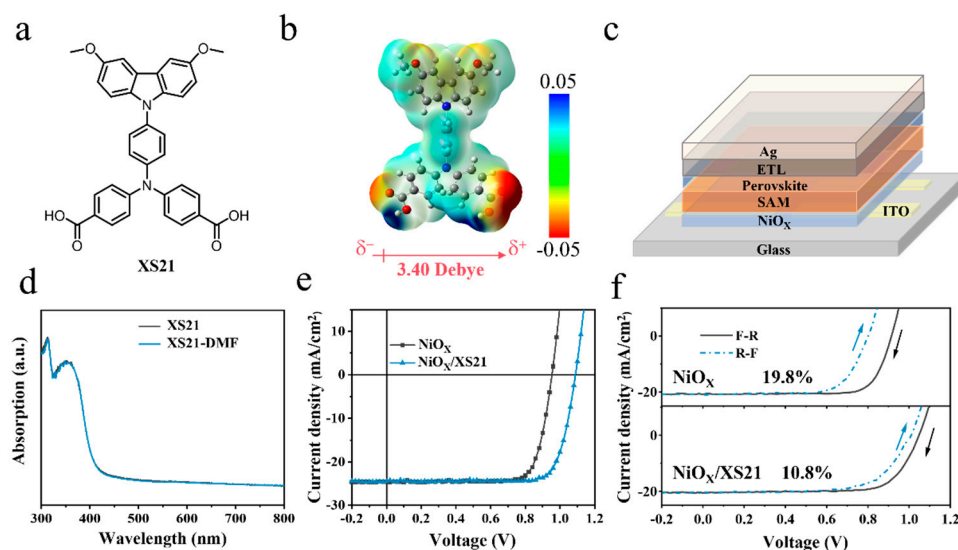 a
O
O
N
N
HO
OH
O
O
XS21
b
0.05
-0.05
δ⁻
δ⁺
3.40 Debye
c
Ag
ETL
Perovskite
SAM
NiOₓ
ITO
Glass
d
XS21
XS21-DMF
Absorption (a.u.)
300 400 500 600 700 800
Wavelength (nm)
e
NiOₓ
NiOₓ/XS21
Current density (mA/cm²)
10
0
-10
-20
-30
-0.2 0.0 0.2 0.4 0.6 0.8 1.0 1.2
Voltage (V)
f
F-R
R-F
NiOₓ 19.8%
NiOₓ/XS21 10.8%
Current density (mA/cm²)
0
-20
0
-20
-0.2 0.0 0.2 0.4 0.6 0.8 1.0 1.2
Voltage (V)